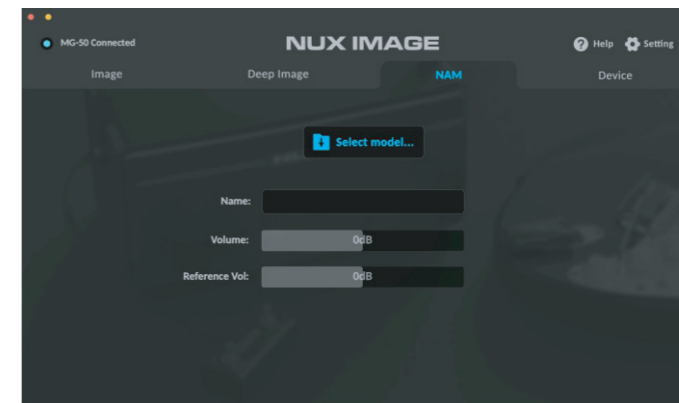 MG-50 Connected
NUX IMAGE
Help
Setting
Image
Deep Image
NAM
Device
Select model...
Name:
Volume:
0dB
Reference Vol:
0dB